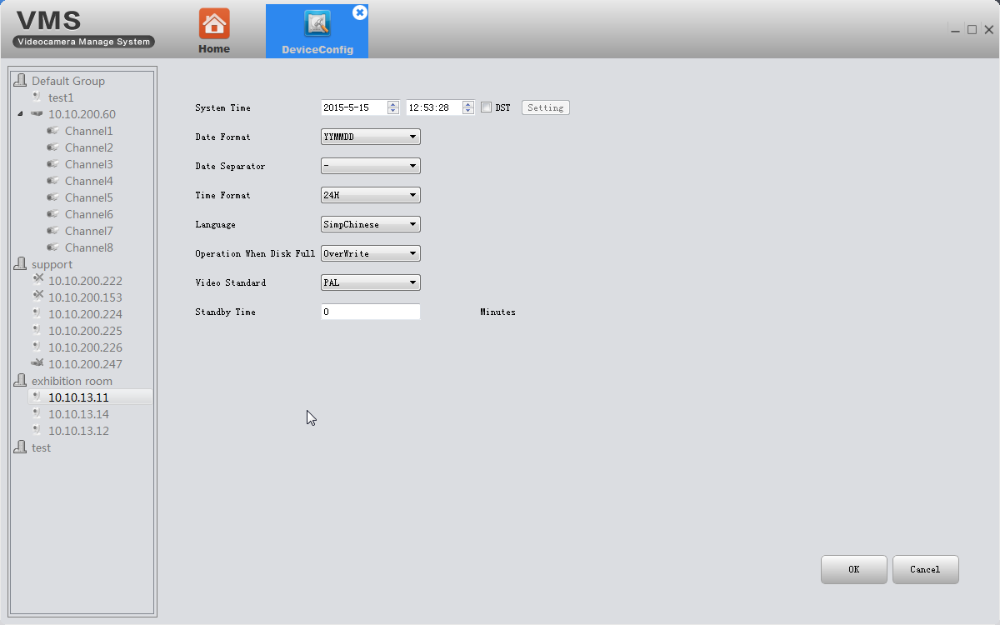 VMS
Videocamera Manage System
Home
DeviceConfig
Default Group
test1
10.10.200.60
Channel1
Channel2
Channel3
Channel4
Channel5
Channel6
Channel7
Channel8
support
10.10.200.222
10.10.200.153
10.10.200.224
10.10.200.225
10.10.200.226
10.10.200.247
exhibition room
10.10.13.11
10.10.13.14
10.10.13.12
test
System Time 2015-5-15 12:53:28 DST Setting
Date Format YYMMDD
Date Separator -
Time Format 24H
Language SimpChinese
Operation When Disk Full OverWrite
Video Standard PAL
Standby Time 0 Minutes
OK Cancel